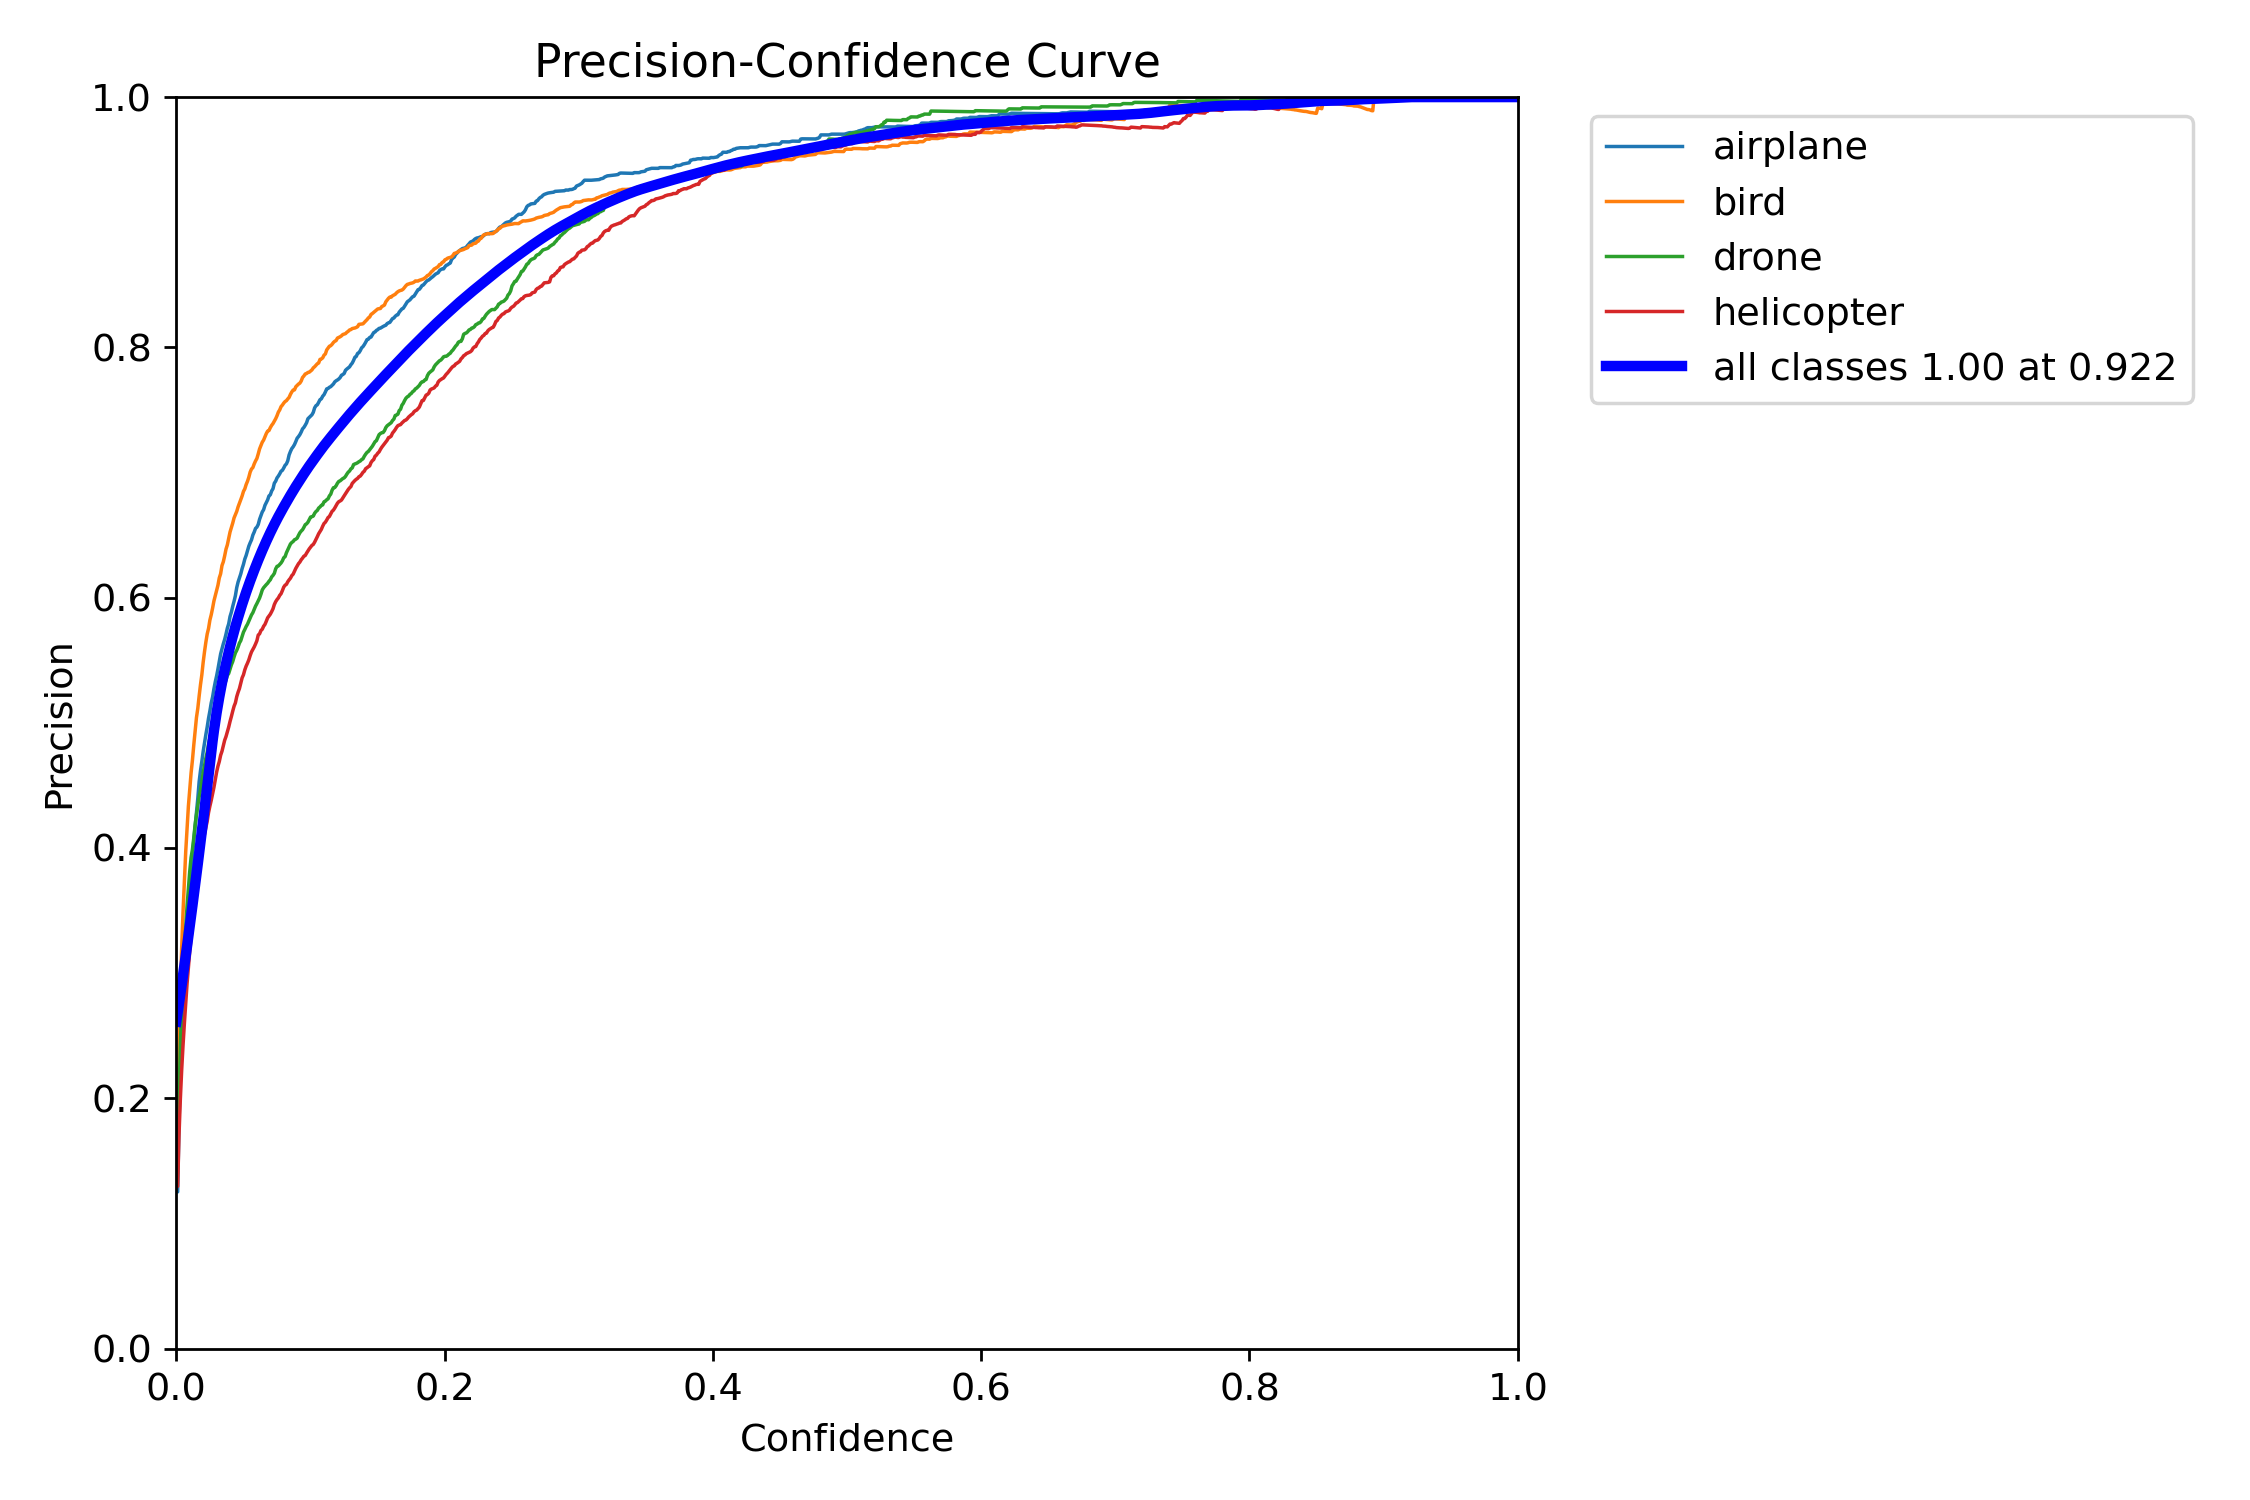 Precision-Confidence Curve
1.0
0.8
0.6
0.4
0.2
0.0
Precision
0.0 0.2 0.4 0.6 0.8 1.0
Confidence
airplane
bird
drone
helicopter
all classes 1.00 at 0.922